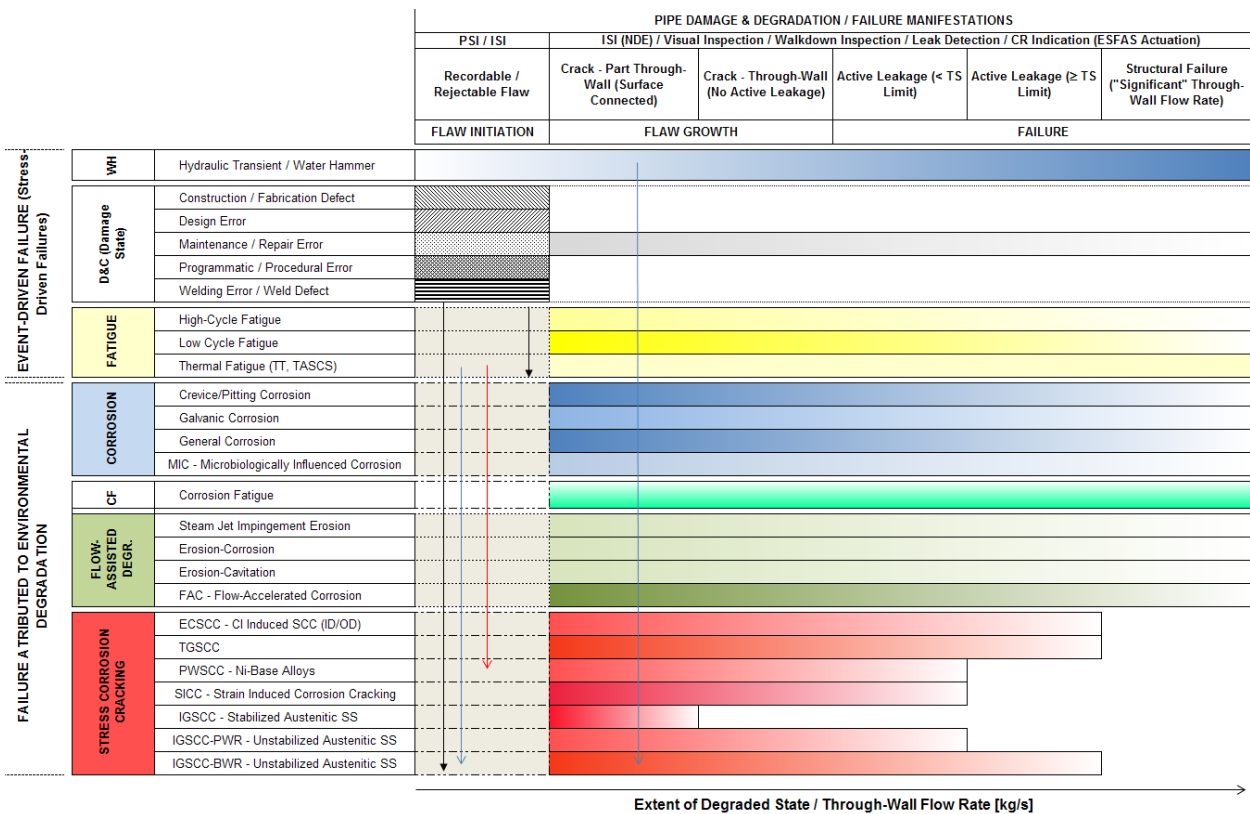 PIPE DAMAGE & DEGRADATION / FAILURE MANIFESTATIONS
PSI / ISI
ISI (NDE) / Visual Inspection / Walkdown Inspection / Leak Detection / CR Indication (ESFAS Actuation)
Recordable /
Rejectable Flaw
Crack - Part Through-
Wall (Surface
Connected)
Crack - Through-Wall
(No Active Leakage)
Active Leakage (< TS
Limit)
Active Leakage (≥ TS
Limit)
Structural Failure
("Significant" Through-
Wall Flow Rate)
FLAW INITIATION
FLAW GROWTH
FAILURE
EVENT-DRIVEN FAILURE (Stress-
Driven Failures)
WH
Hydraulic Transient / Water Hammer
D&C (Damage
State)
Construction / Fabrication Defect
Design Error
Maintenance / Repair Error
Programmatic / Procedural Error
Welding Error / Weld Defect
FATIGUE
High-Cycle Fatigue
Low Cycle Fatigue
Thermal Fatigue (TT, TASCS)
FAILURE ATRIBUTED TO ENVIRONMENTAL
DEGRADATION
CORROSION
Crevice/Pitting Corrosion
Galvanic Corrosion
General Corrosion
MIC - Microbiologically Influenced Corrosion
CF
Corrosion Fatigue
FLOW-
ASSISTED
DEGR.
Steam Jet Impingement Erosion
Erosion-Corrosion
Erosion-Cavitation
FAC - Flow-Accelerated Corrosion
STRESS CORROSION
CRACKING
ECSCC - Cl Induced SCC (ID/OD)
TGSCC
PWSCC - Ni-Base Alloys
SICC - Strain Induced Corrosion Cracking
IGSCC - Stabilized Austenitic SS
IGSCC-PWR - Unstabilized Austenitic SS
IGSCC-BWR - Unstabilized Austenitic SS
Extent of Degraded State / Through-Wall Flow Rate [kg/s]